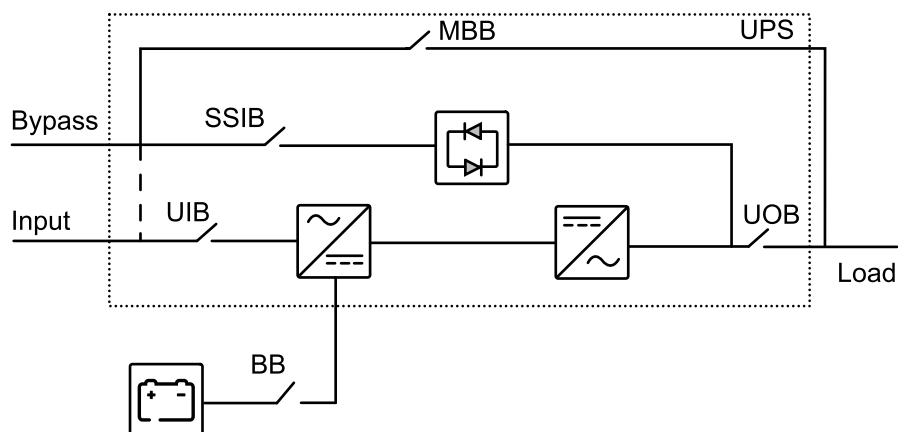 MBB
UPS
Bypass
SSIB
Input
UIB
UOB
Load
BB